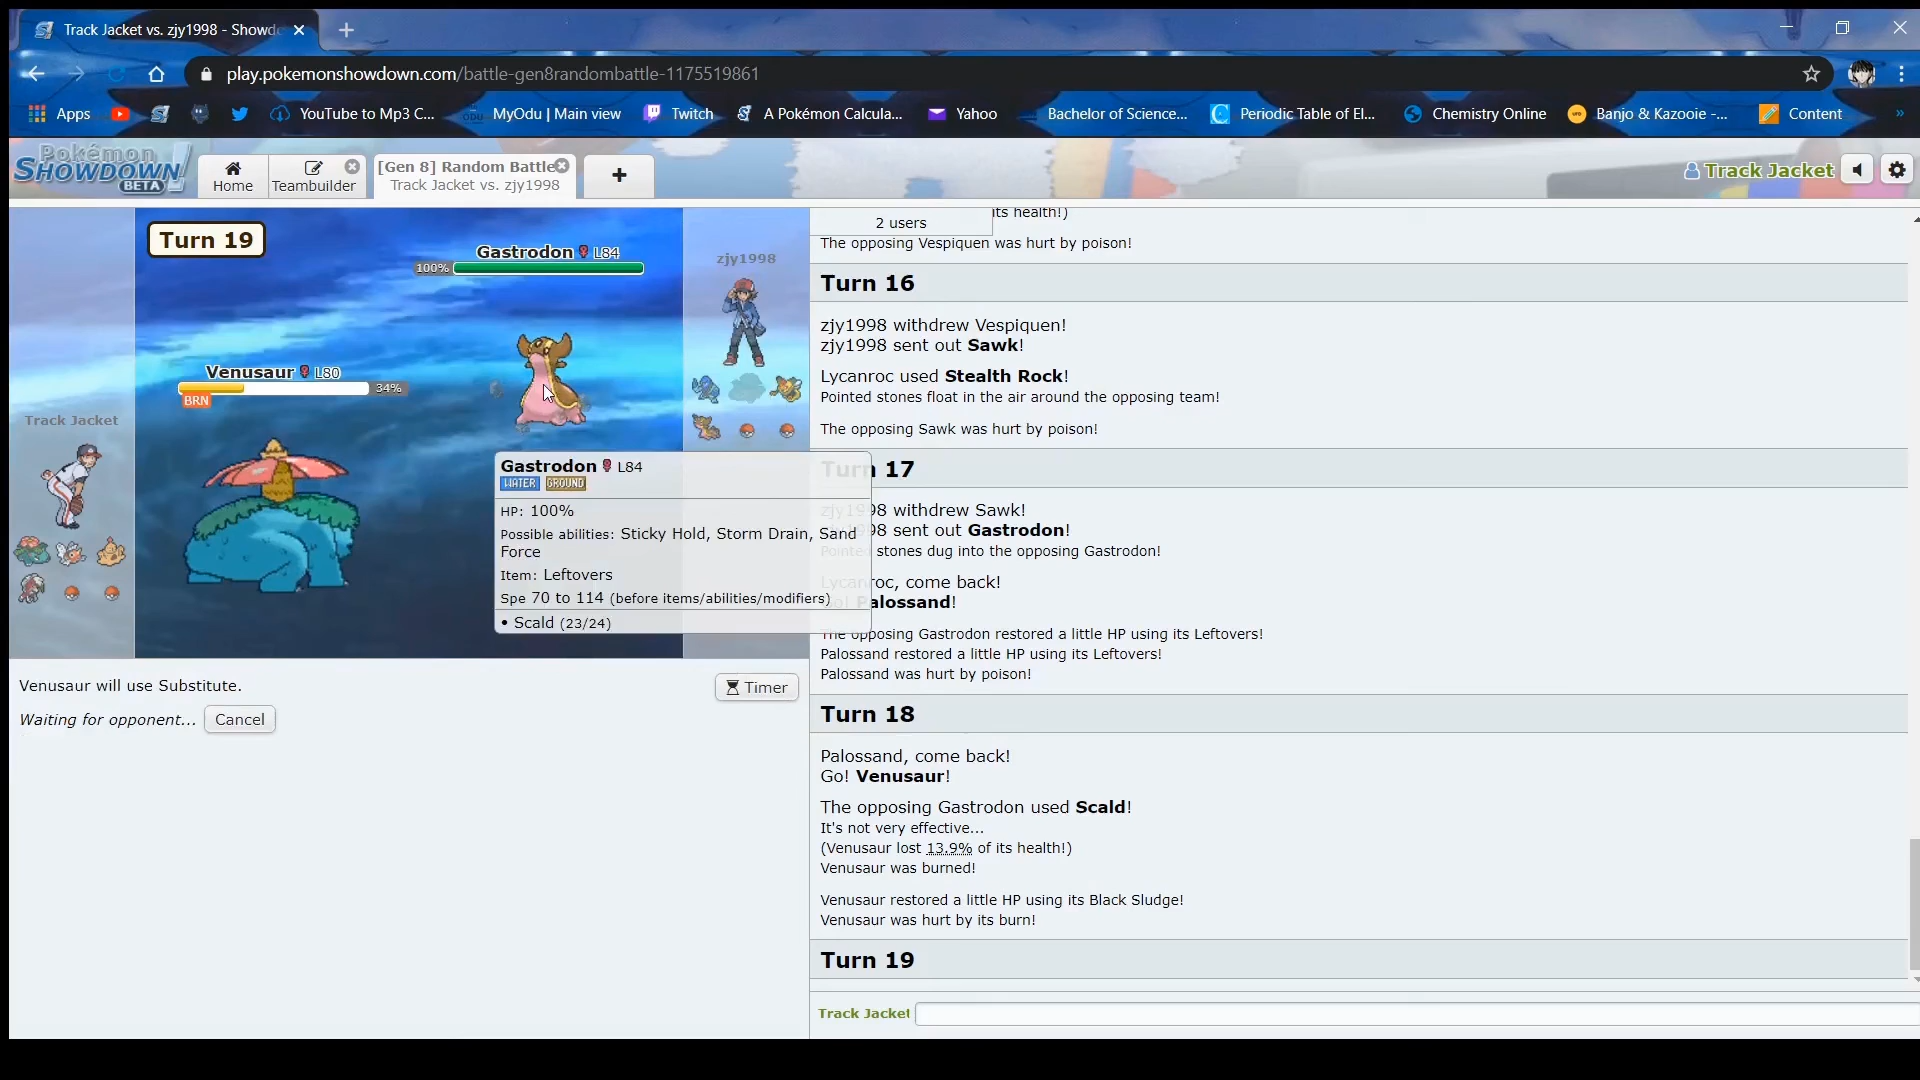 Track Jacket vs. zjy1998 - Showdo
play.pokemonshowdown.com/battle-gen8randombattle-1175519861
Apps
YouTube to Mp3 C...
MyOdu | Main view
Twitch
A Pokémon Calcula...
Yahoo
Bachelor of Science...
Periodic Table of El...
Chemistry Online
Banjo & Kazooie -...
Content
»
Pokémon
SHOWDOWN!
BETA
Home
Teambuilder
[Gen 8] Random Battle
Track Jacket vs. zjy1998
+
Track Jacket
Turn 19
Gastrodon L84
100%
zjy1998
Venusaur L80
34%
BRN
Track Jacket
Gastrodon L84
WATER GROUND
HP: 100%
Possible abilities: Sticky Hold, Storm Drain, Sand
Force
Item: Leftovers
Spe 70 to 114 (before items/abilities/modifiers)
• Scald (23/24)
Venusaur will use Substitute.
Timer
Waiting for opponent... Cancel
2 users
its health!)
The opposing Vespiquen was hurt by poison!
Turn 16
zjy1998 withdrew Vespiquen!
zjy1998 sent out Sawk!
Lycanroc used Stealth Rock!
Pointed stones float in the air around the opposing team!
The opposing Sawk was hurt by poison!
Turn 17
zjy1998 withdrew Sawk!
zjy1998 sent out Gastrodon!
Pointed stones dug into the opposing Gastrodon!
Lycanroc, come back!
Go! Palossand!
The opposing Gastrodon restored a little HP using its Leftovers!
Palossand restored a little HP using its Leftovers!
Palossand was hurt by poison!
Turn 18
Palossand, come back!
Go! Venusaur!
The opposing Gastrodon used Scald!
It's not very effective...
(Venusaur lost 13.9% of its health!)
Venusaur was burned!
Venusaur restored a little HP using its Black Sludge!
Venusaur was hurt by its burn!
Turn 19
Track Jacket